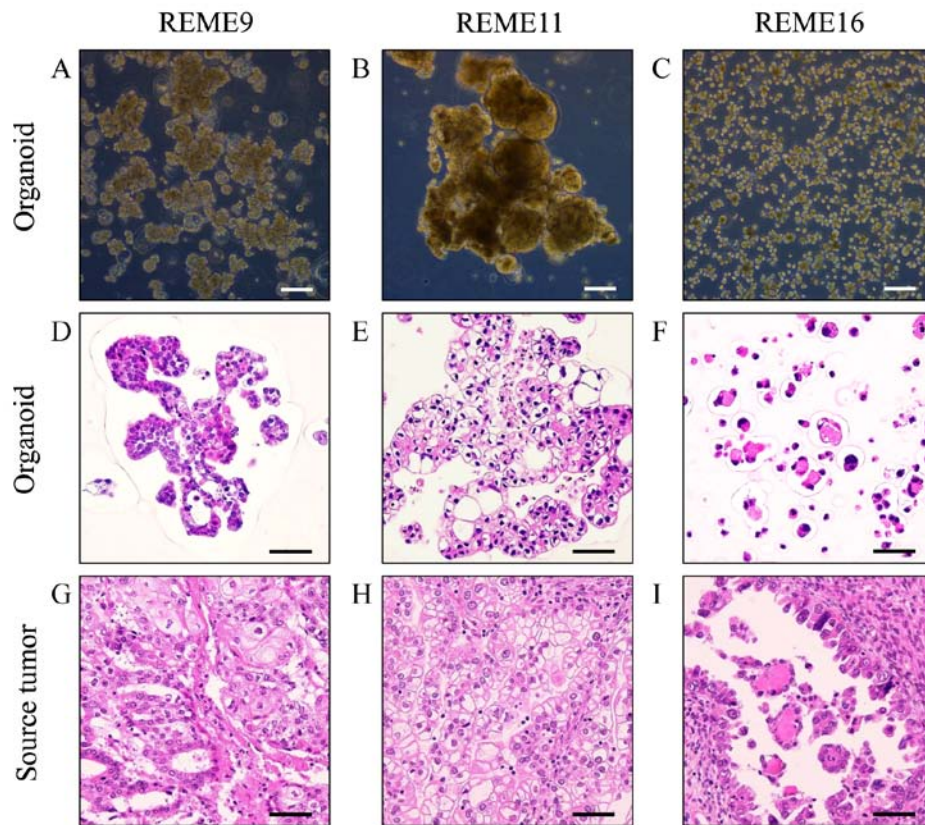 REME9 REME11 REME16
Organoid A B C
Organoid D E F
Source tumor G H I